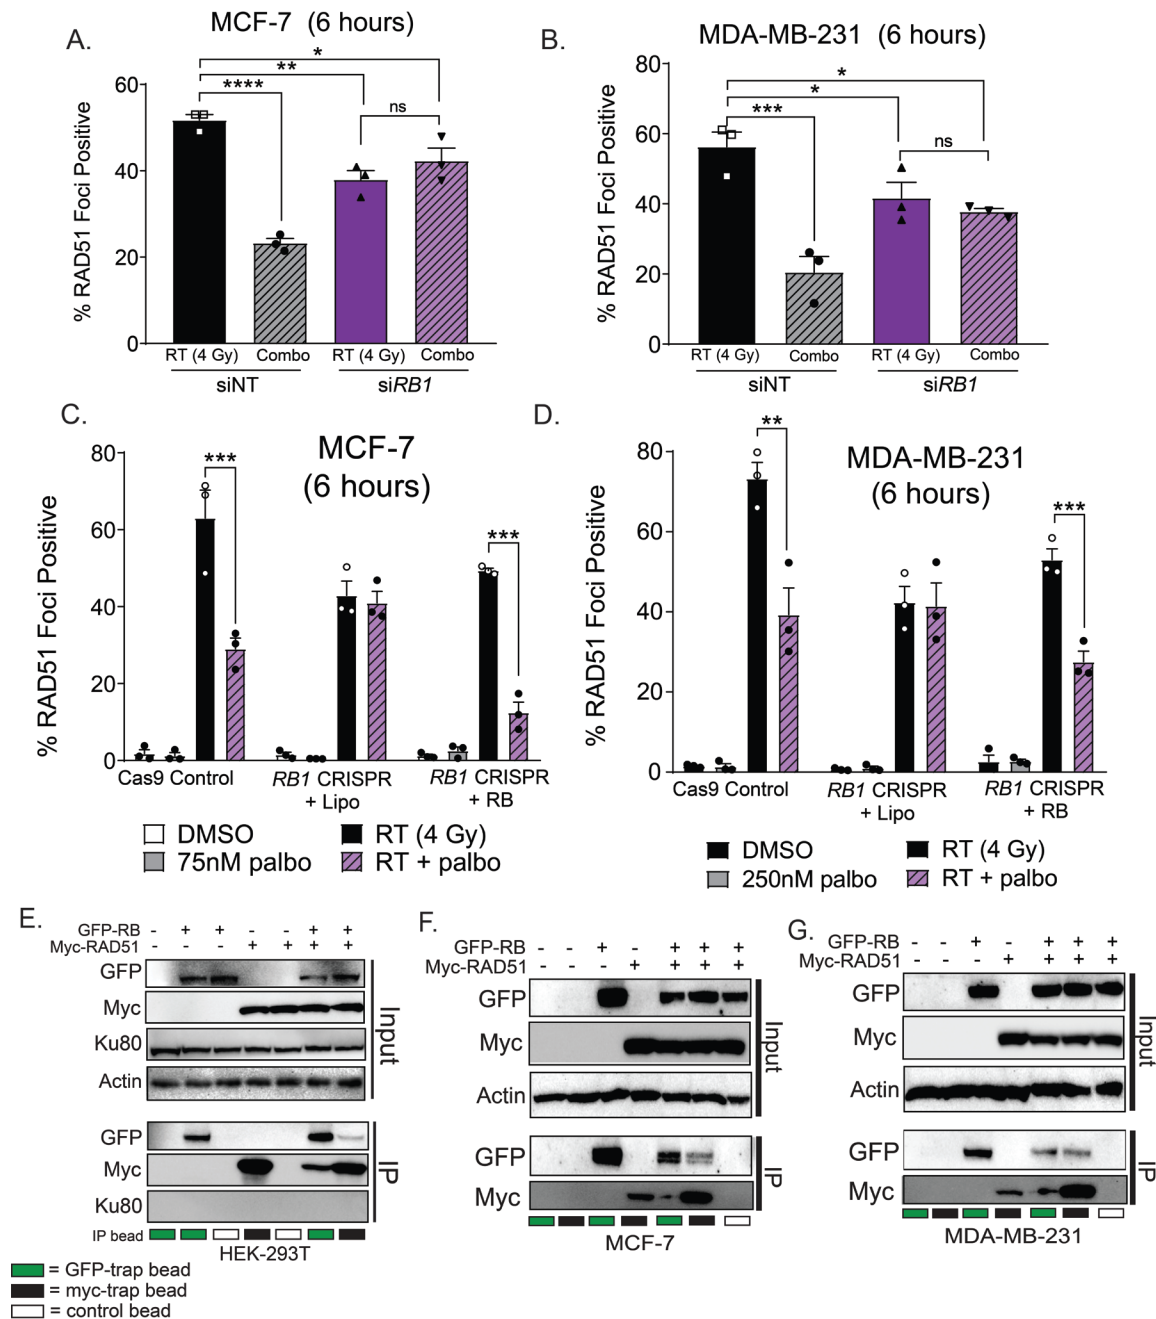 A.
MCF-7 (6 hours)
% RAD51 Foci Positive
60
40
20
0
*
**
****
ns
RT (4 Gy) Combo RT (4 Gy) Combo
siNT siRB1
B.
MDA-MB-231 (6 hours)
% RAD51 Foci Positive
80
60
40
20
0
*
*
***
ns
RT (4 Gy) Combo RT (4 Gy) Combo
siNT siRB1
C.
MCF-7
(6 hours)
% RAD51 Foci Positive
80
60
40
20
0
***
***
Cas9 Control RB1 CRISPR RB1 CRISPR
+ Lipo + RB
DMSO RT (4 Gy)
75nM palbo RT + palbo
D.
MDA-MB-231
(6 hours)
% RAD51 Foci Positive
80
60
40
20
0
**
***
Cas9 Control RB1 CRISPR RB1 CRISPR
+ Lipo + RB
DMSO RT (4 Gy)
250nM palbo RT + palbo
E.
GFP-RB - + + - - + +
Myc-RAD51 - - - + + + +
GFP
Myc
Ku80
Actin
Input
GFP
Myc
Ku80
IP
IP bead
HEK-293T
= GFP-trap bead
= myc-trap bead
= control bead
F.
GFP-RB - - + - + + +
Myc-RAD51 - - - + + + +
GFP
Myc
Actin
Input
GFP
Myc
IP
MCF-7
G.
GFP-RB - - + - + + +
Myc-RAD51 - - - + + + +
GFP
Myc
Actin
Input
GFP
Myc
IP
MDA-MB-231